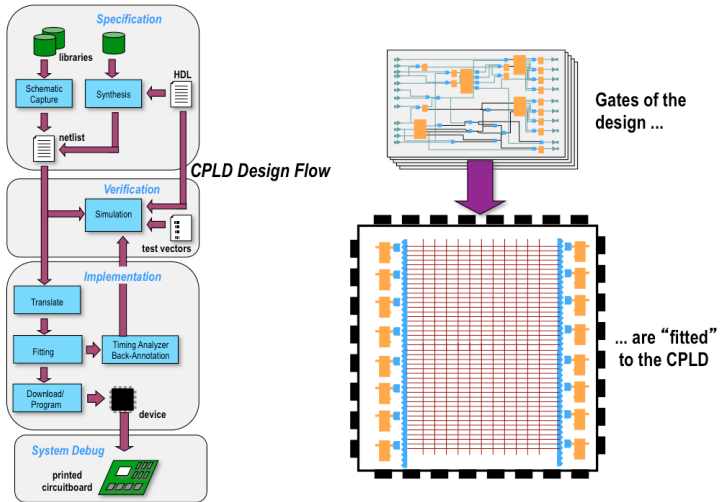 Specification
libraries
HDL
Schematic
Capture
Synthesis
netlist
CPLD Design Flow
Verification
Simulation
test vectors
Implementation
Translate
Fitting
Timing Analyzer
Back-Annotation
Download/
Program
device
System Debug
printed
circuitboard
Gates of the
design ...
... are “fitted”
to the CPLD